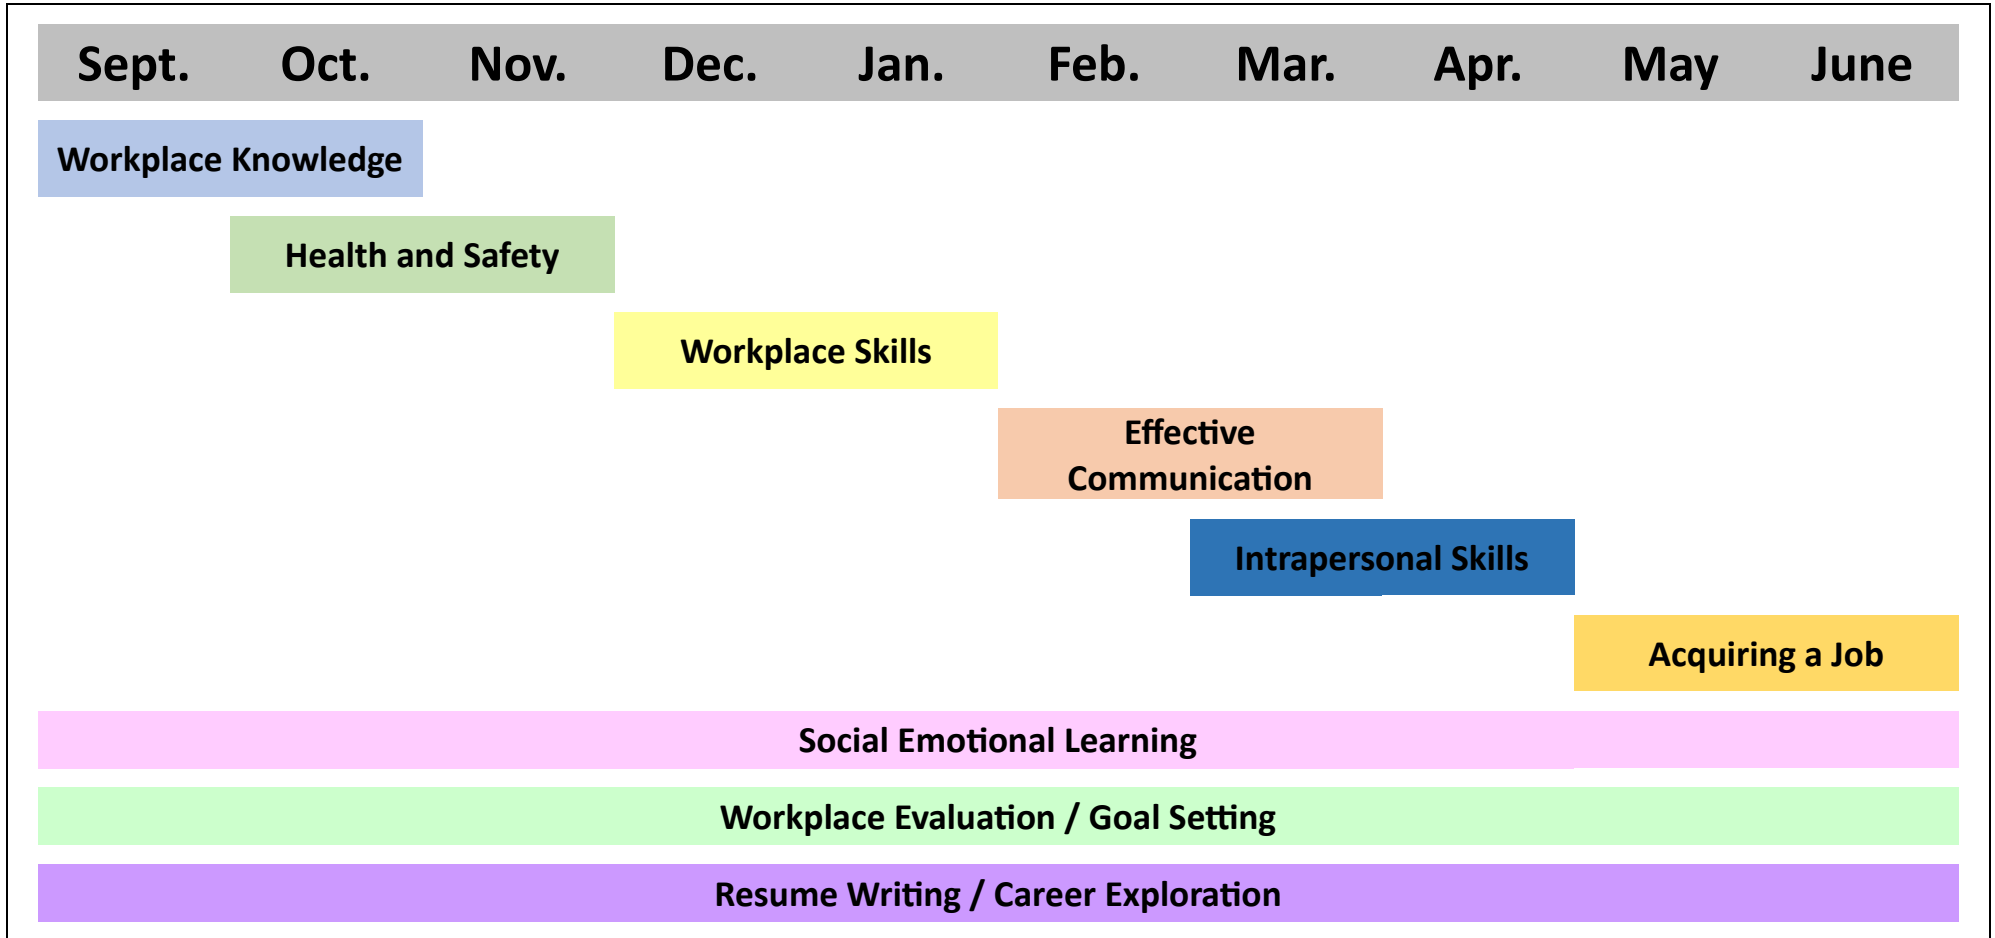 Sept. Oct. Nov. Dec. Jan. Feb. Mar. Apr. May June
Workplace Knowledge
Health and Safety
Workplace Skills
Effective
Communication
Intrapersonal Skills
Acquiring a Job
Social Emotional Learning
Workplace Evaluation / Goal Setting
Resume Writing / Career Exploration